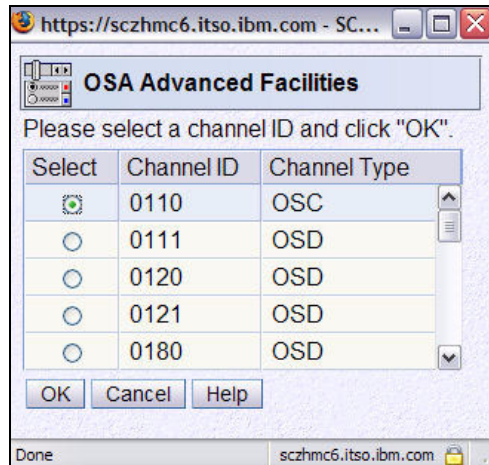 https://sczhmc6.itso.ibm.com - SC...
OSA Advanced Facilities
Please select a channel ID and click "OK".
Select Channel ID Channel Type
0110 OSC
0111 OSD
0120 OSD
0121 OSD
0180 OSD
OK Cancel Help
Done sczhmc6.itso.ibm.com